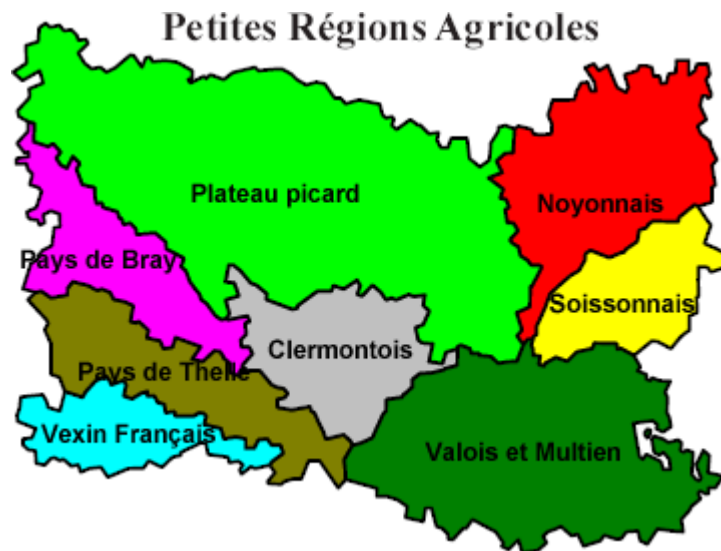 Petites Régions Agricoles
Plateau picard
Noyonnais
Pays de Bray
Soissonnais
Clermontois
Pays de Thelle
Vexin Français
Valois et Multien